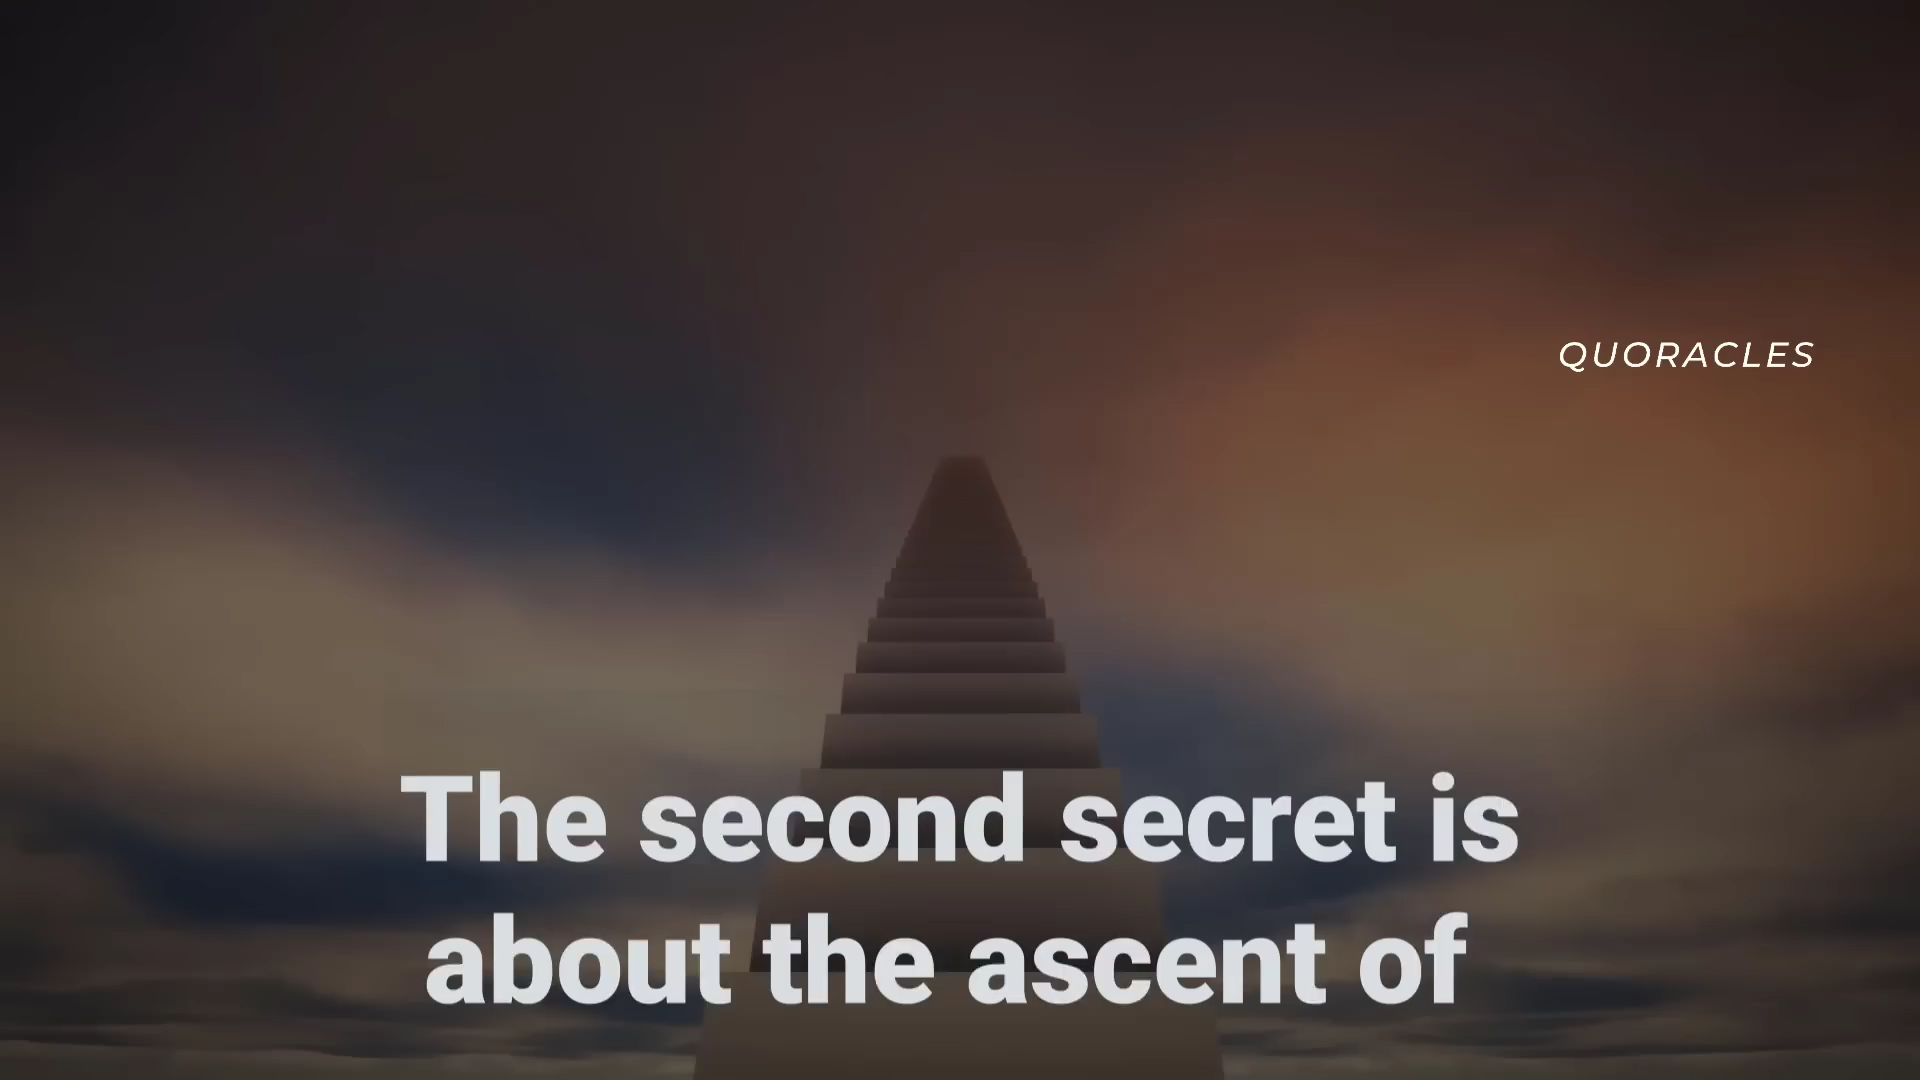 QUORACLES
The second secret is
about the ascent of